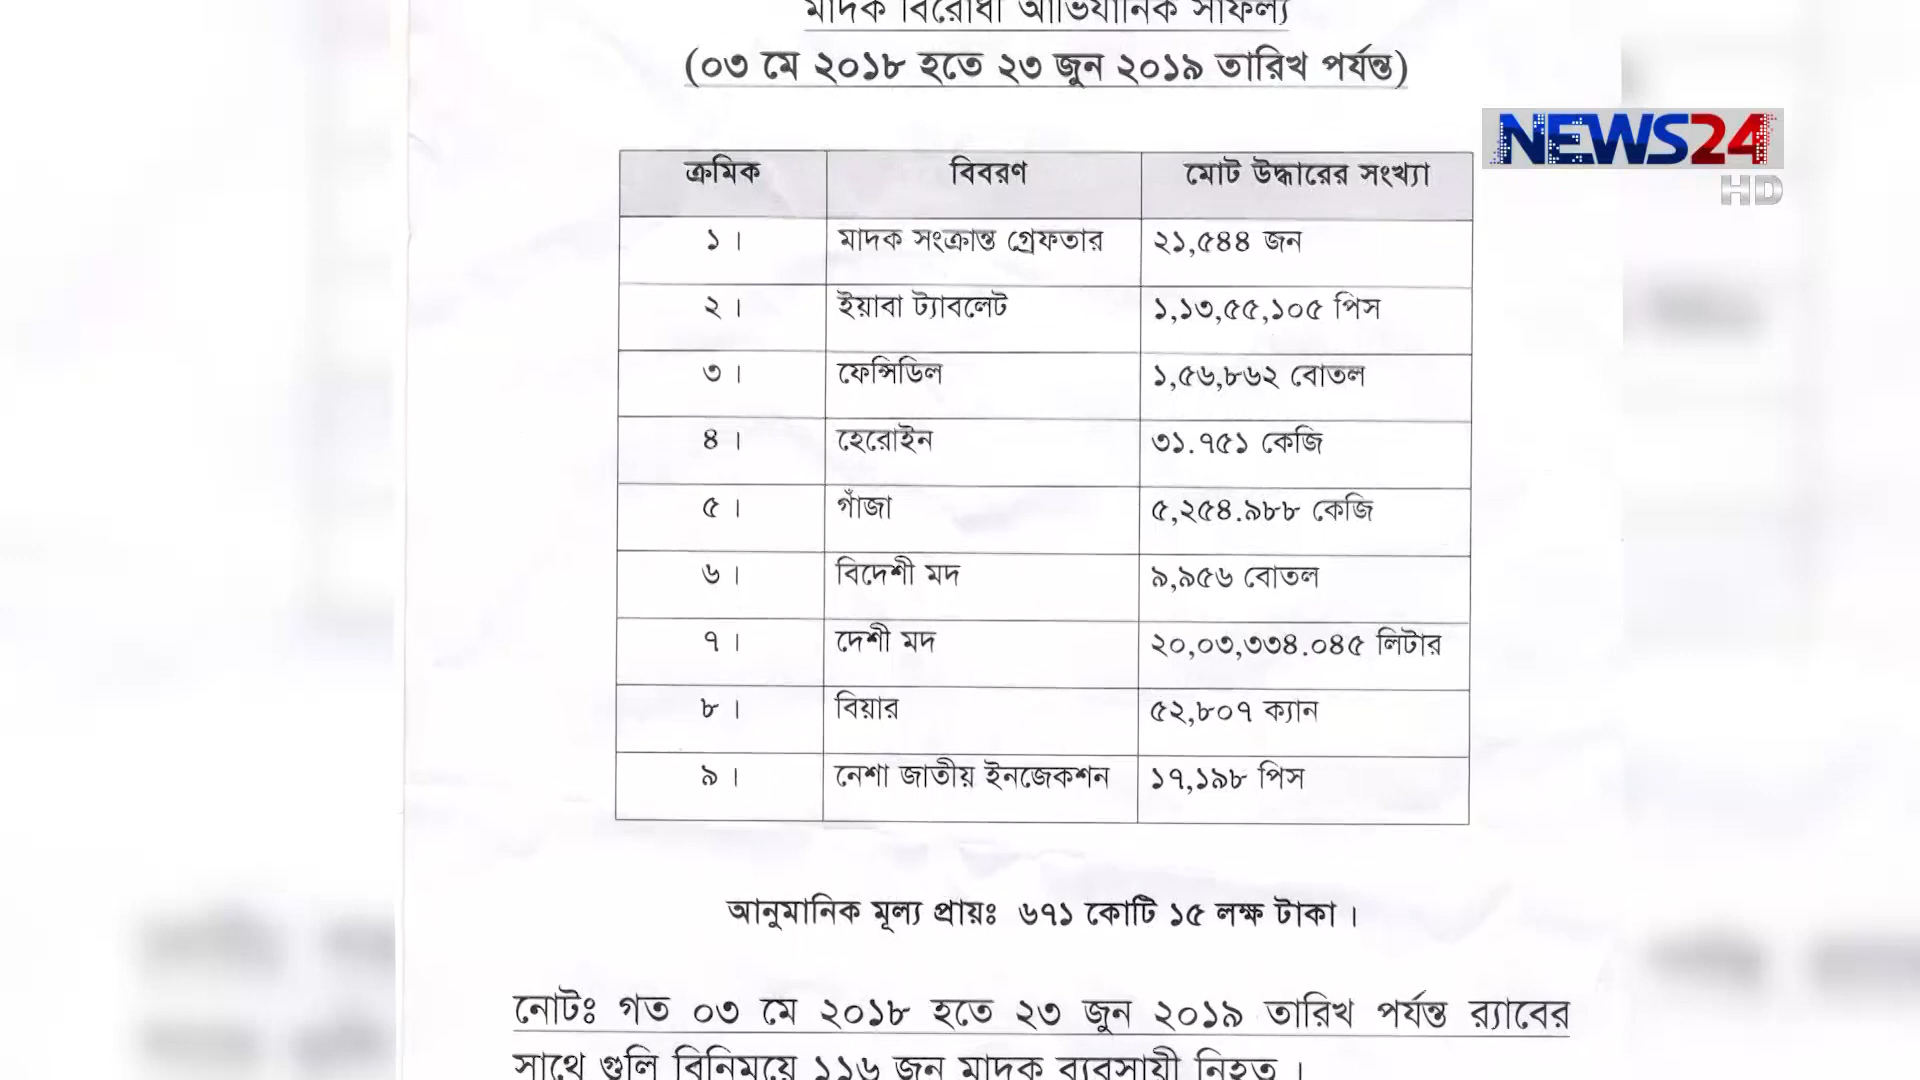 মাদক বিরোধী আভিযানিক সাফল্য
(০৩ মে ২০১৮ হতে ২৩ জুন ২০১৯ তারিখ পর্যন্ত)
NEWS24
HD
ক্রমিক বিবরণ মোট উদ্ধারের সংখ্যা
১। মাদক সংক্রান্ত গ্রেফতার ২১,৫৪৪ জন
২। ইয়াবা ট্যাবলেট ১,১৩,৫৫,১০৫ পিস
৩। ফেন্সিডিল ১,৫৬,৮৬২ বোতল
৪। হেরোইন ৩১.৭৫১ কেজি
৫। গাঁজা ৫,২৫৪.৯৮৮ কেজি
৬। বিদেশী মদ ৯,৯৫৬ বোতল
৭। দেশী মদ ২০,০৩,৩৩৪.০৪৫ লিটার
৮। বিয়ার ৫২,৮০৭ ক্যান
৯। নেশা জাতীয় ইনজেকশন ১৭,১৯৮ পিস
আনুমানিক মূল্য প্রায়ঃ ৬৭১ কোটি ১৫ লক্ষ টাকা।
নোটঃ গত ০৩ মে ২০১৮ হতে ২৩ জুন ২০১৯ তারিখ পর্যন্ত র‍্যাবের
সাথে গুলি বিনিময়ে ১১৬ জন মাদক ব্যবসায়ী নিহত।